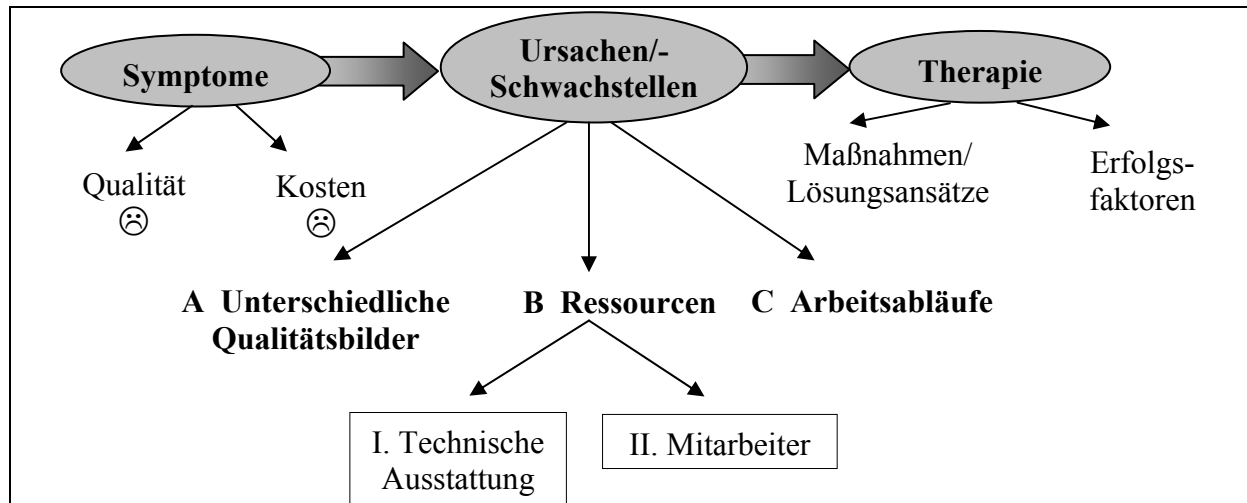 Symptome
Ursachen/-
Schwachstellen
Therapie
Qualität
Kosten
Maßnahmen/
Lösungsansätze
Erfolgs-
faktoren
A Unterschiedliche
Qualitätsbilder
B Ressourcen
C Arbeitsabläufe
I. Technische
Ausstattung
II. Mitarbeiter